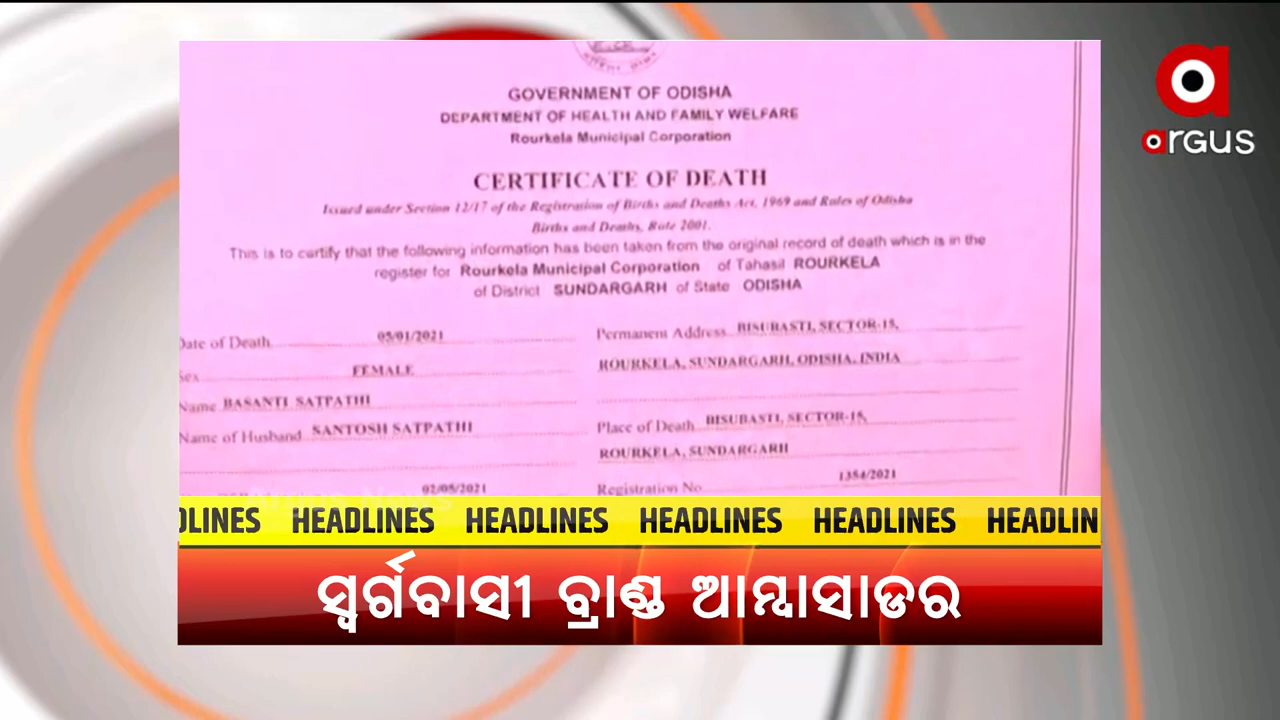 GOVERNMENT OF ODISHA
DEPARTMENT OF HEALTH AND FAMILY WELFARE
Rourkela Municipal Corporation
CERTIFICATE OF DEATH
Issued under Section 12/17 of the Registration of Births and Deaths Act, 1969 and Rules of Odisha
Births and Deaths, Rule 2001.
This is to certify that the following information has been taken from the original record of death which is in the
register for Rourkela Municipal Corporation of Tahasil ROURKELA
of District SUNDARGARH of State ODISHA
Date of Death 05/01/2021
Sex FEMALE
Name BASANTI SATPATHI
Name of Husband SANTOSH SATPATHI
02/05/2021
Permanent Address BISUBASTI, SECTOR-15,
ROURKELA, SUNDARGARH, ODISHA, INDIA
Place of Death BISUBASTI, SECTOR-15,
ROURKELA, SUNDARGARH
Registration No 1354/2021
argus
Argus News
DLINES HEADLINES HEADLINES HEADLINES HEADLINES HEADLIN
ସ୍ୱର୍ଗବାସୀ ବ୍ରାଣ୍ଡ ଆମ୍ବାସାଡର